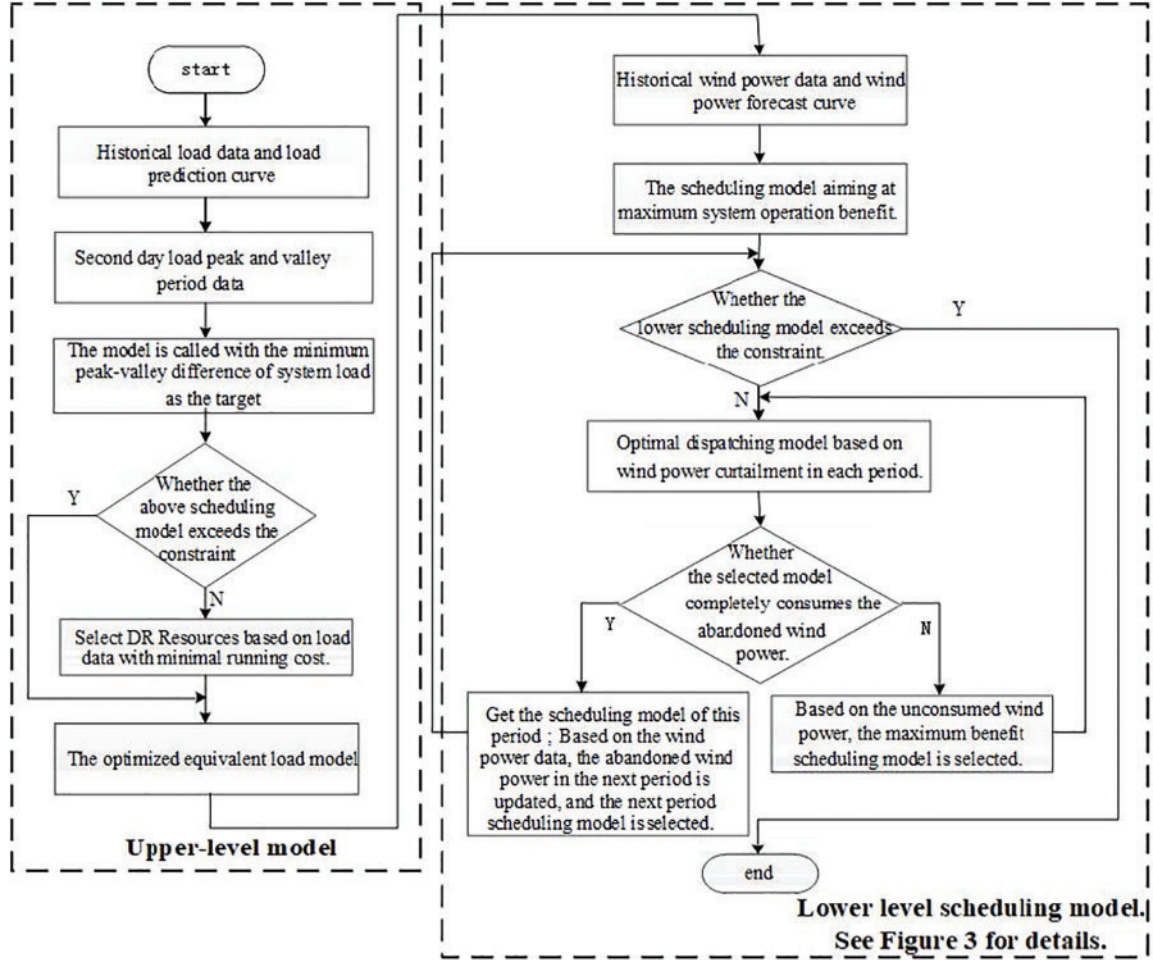 start
Historical load data and load
prediction curve
Second day load peak and valley
period data
The model is called with the minimum
peak-valley difference of system load
as the target
Whether the
above scheduling
model exceeds the
constraint
Y
N
Select DR Resources based on load
data with minimal running cost.
The optimized equivalent load model
Upper-level model
Historical wind power data and wind
power forecast curve
The scheduling model aiming at
maximum system operation benefit.
Whether the
lower scheduling model exceeds
the constraint.
Y
N
Optimal dispatching model based on
wind power curtailment in each period.
Whether
the selected model
completely consumes the
abandoned wind
power.
Y
N
Get the scheduling model of this
period ; Based on the wind
power data, the abandoned wind
power in the next period is
updated, and the next period
scheduling model is selected.
Based on the unconsumed wind
power, the maximum benefit
scheduling model is selected.
end
Lower level scheduling model.
See Figure 3 for details.